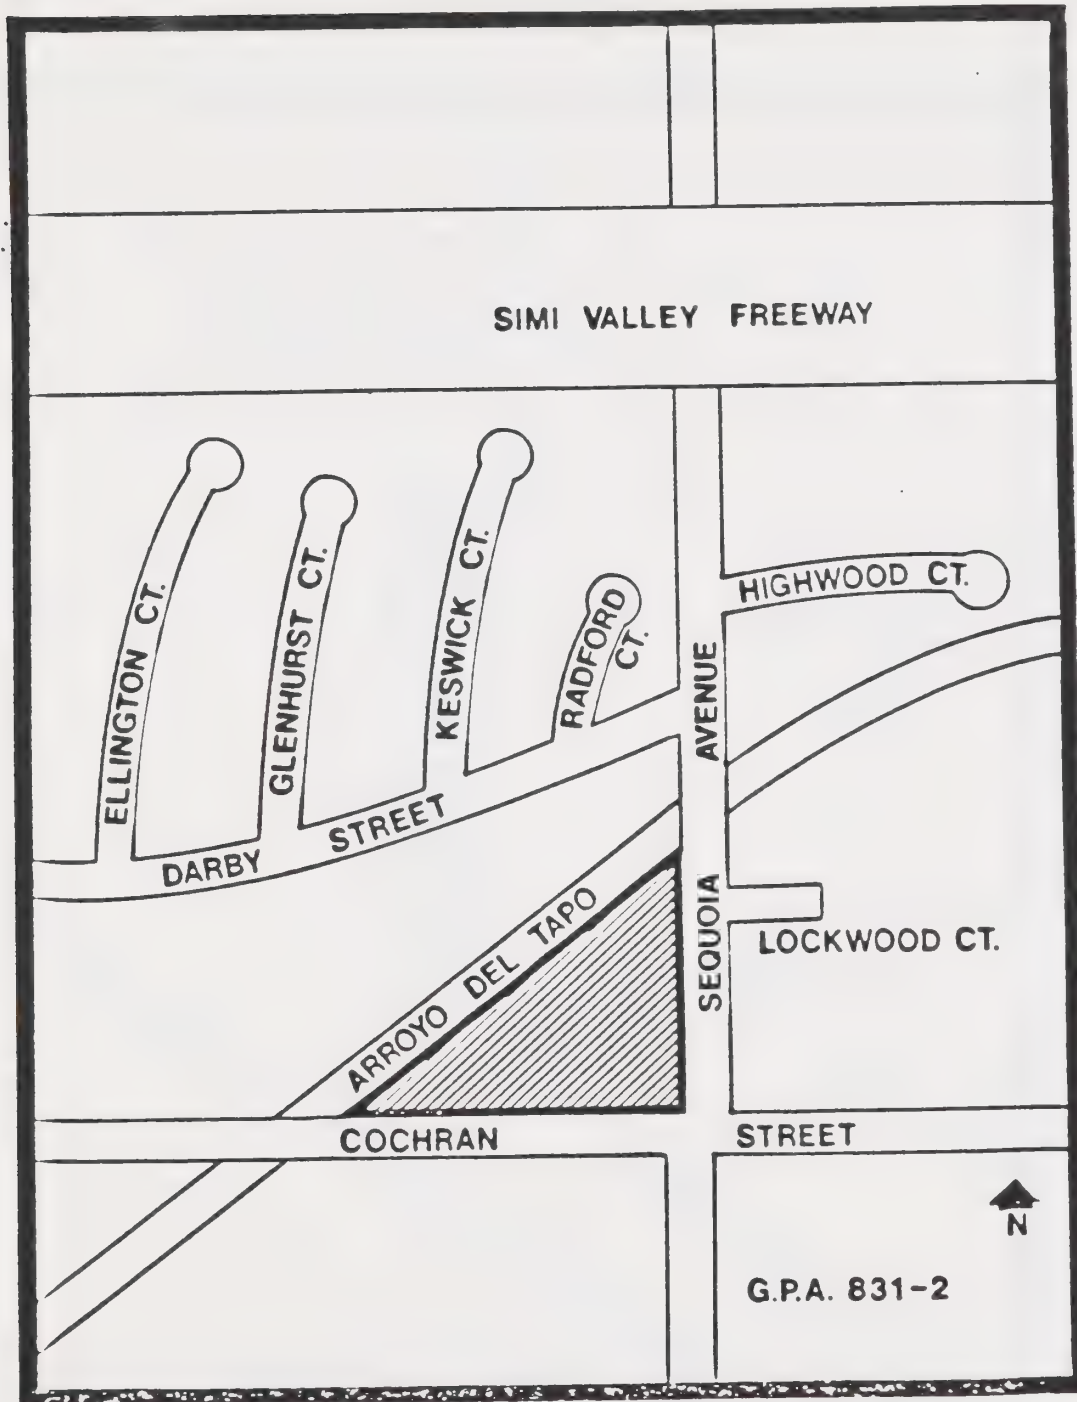 SIMI VALLEY FREEWAY
ELLINGTON CT.
GLENHURST CT.
KESWICK CT.
RADFORD CT.
HIGHWOOD CT.
DARBY STREET
SEQUOIA AVENUE
LOCKWOOD CT.
ARROYO DEL TAPO
COCHRAN STREET
N
G.P.A. 831-2